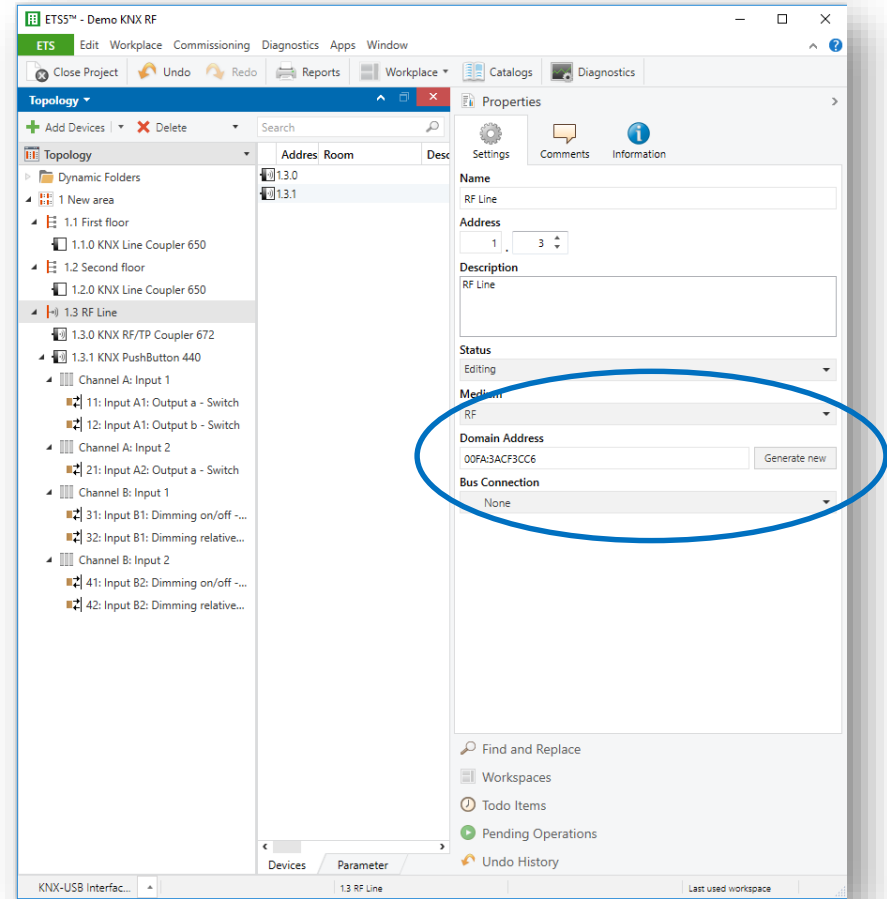 ETS5™ - Demo KNX RF
ETS Edit Workplace Commissioning Diagnostics Apps Window
Close Project Undo Redo Reports Workplace Catalogs Diagnostics
Topology
Add Devices Delete Search
Topology
Dynamic Folders
1 New area
1.1 First floor
1.1.0 KNX Line Coupler 650
1.2 Second floor
1.2.0 KNX Line Coupler 650
1.3 RF Line
1.3.0 KNX RF/TP Coupler 672
1.3.1 KNX PushButton 440
Channel A: Input 1
11: Input A1: Output a - Switch
12: Input A1: Output b - Switch
Channel A: Input 2
21: Input A2: Output a - Switch
Channel B: Input 1
31: Input B1: Dimming on/off -...
32: Input B1: Dimming relative...
Channel B: Input 2
41: Input B2: Dimming on/off -...
42: Input B2: Dimming relative...
Addres Room Desc
1.3.0
1.3.1
Devices Parameter
Properties
Settings Comments Information
Name
RF Line
Address
1 . 3
Description
RF Line
Status
Editing
Medium
RF
Domain Address
00FA:3ACF3CC6 Generate new
Bus Connection
None
Find and Replace
Workspaces
Todo Items
Pending Operations
Undo History
KNX-USB Interfac... 1.3 RF Line Last used workspace